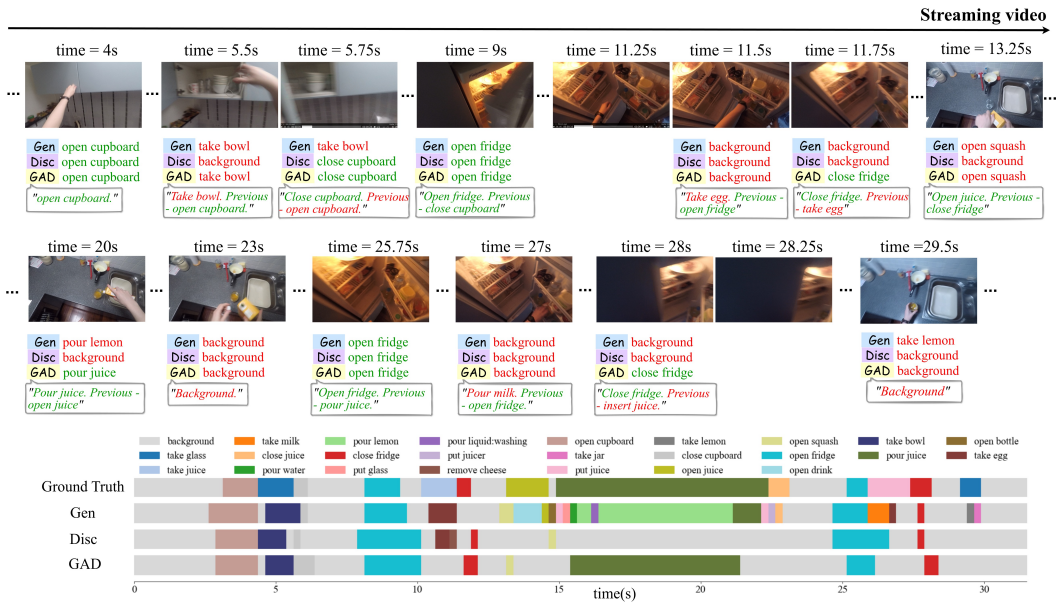 Streaming video
time = 4s
time = 5.5s
time = 5.75s
time = 9s
time = 11.25s
time = 11.5s
time = 11.75s
time = 13.25s
... ... ... ... ... ...
Gen open cupboard
Disc open cupboard
GAD open cupboard
"open cupboard."
Gen take bowl
Disc background
GAD take bowl
"Take bowl. Previous
- open cupboard."
Gen take bowl
Disc close cupboard
GAD close cupboard
"Close cupboard. Previous
- open cupboard."
Gen open fridge
Disc open fridge
GAD open fridge
"Open fridge. Previous
- close cupboard"
Gen background
Disc background
GAD background
"Take egg. Previous -
open fridge"
Gen background
Disc background
GAD close fridge
"Close fridge. Previous
- take egg"
Gen open squash
Disc background
GAD open squash
"Open juice. Previous -
close fridge"
time = 20s
time = 23s
time = 25.75s
time = 27s
time = 28s
time = 28.25s
time =29.5s
... ... ... ... ... ... ...
Gen pour lemon
Disc background
GAD pour juice
"Pour juice. Previous -
open juice"
Gen background
Disc background
GAD background
"Background."
Gen open fridge
Disc open fridge
GAD open fridge
"Open fridge. Previous
- pour juice."
Gen background
Disc background
GAD background
"Pour milk. Previous
- open fridge."
Gen background
Disc background
GAD close fridge
"Close fridge. Previous
- insert juice."
Gen take lemon
Disc background
GAD background
"Background"
background take milk pour lemon pour liquid:washing open cupboard take lemon open squash take bowl open bottle
take glass close juice close fridge put juicer take jar close cupboard open fridge pour juice take egg
take juice pour water put glass remove cheese put juice open juice open drink
Ground Truth
Gen
Disc
GAD
0 5 10 15 20 25 30
time(s)